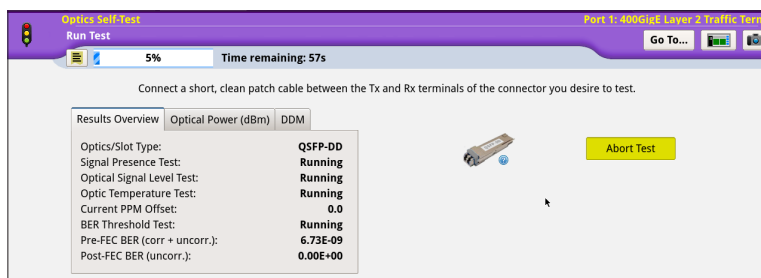 Optics Self-Test
Port 1: 400GigE Layer 2 Traffic Term
Run Test
Go To...
5%
Time remaining: 57s
Connect a short, clean patch cable between the Tx and Rx terminals of the connector you desire to test.
Results Overview
Optical Power (dBm)
DDM
Optics/Slot Type: QSFP-DD
Signal Presence Test: Running
Optical Signal Level Test: Running
Optic Temperature Test: Running
Current PPM Offset: 0.0
BER Threshold Test: Running
Pre-FEC BER (corr + uncorr.): 6.73E-09
Post-FEC BER (uncorr.): 0.00E+00
Abort Test